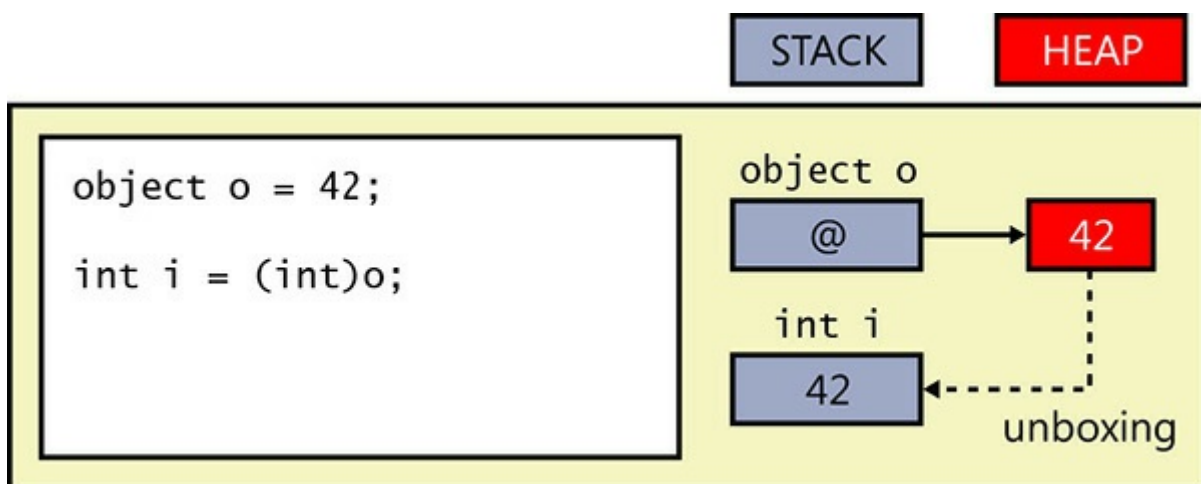 STACK HEAP
object o = 42;
int i = (int)o;
object o
@ 42
int i
42
unboxing